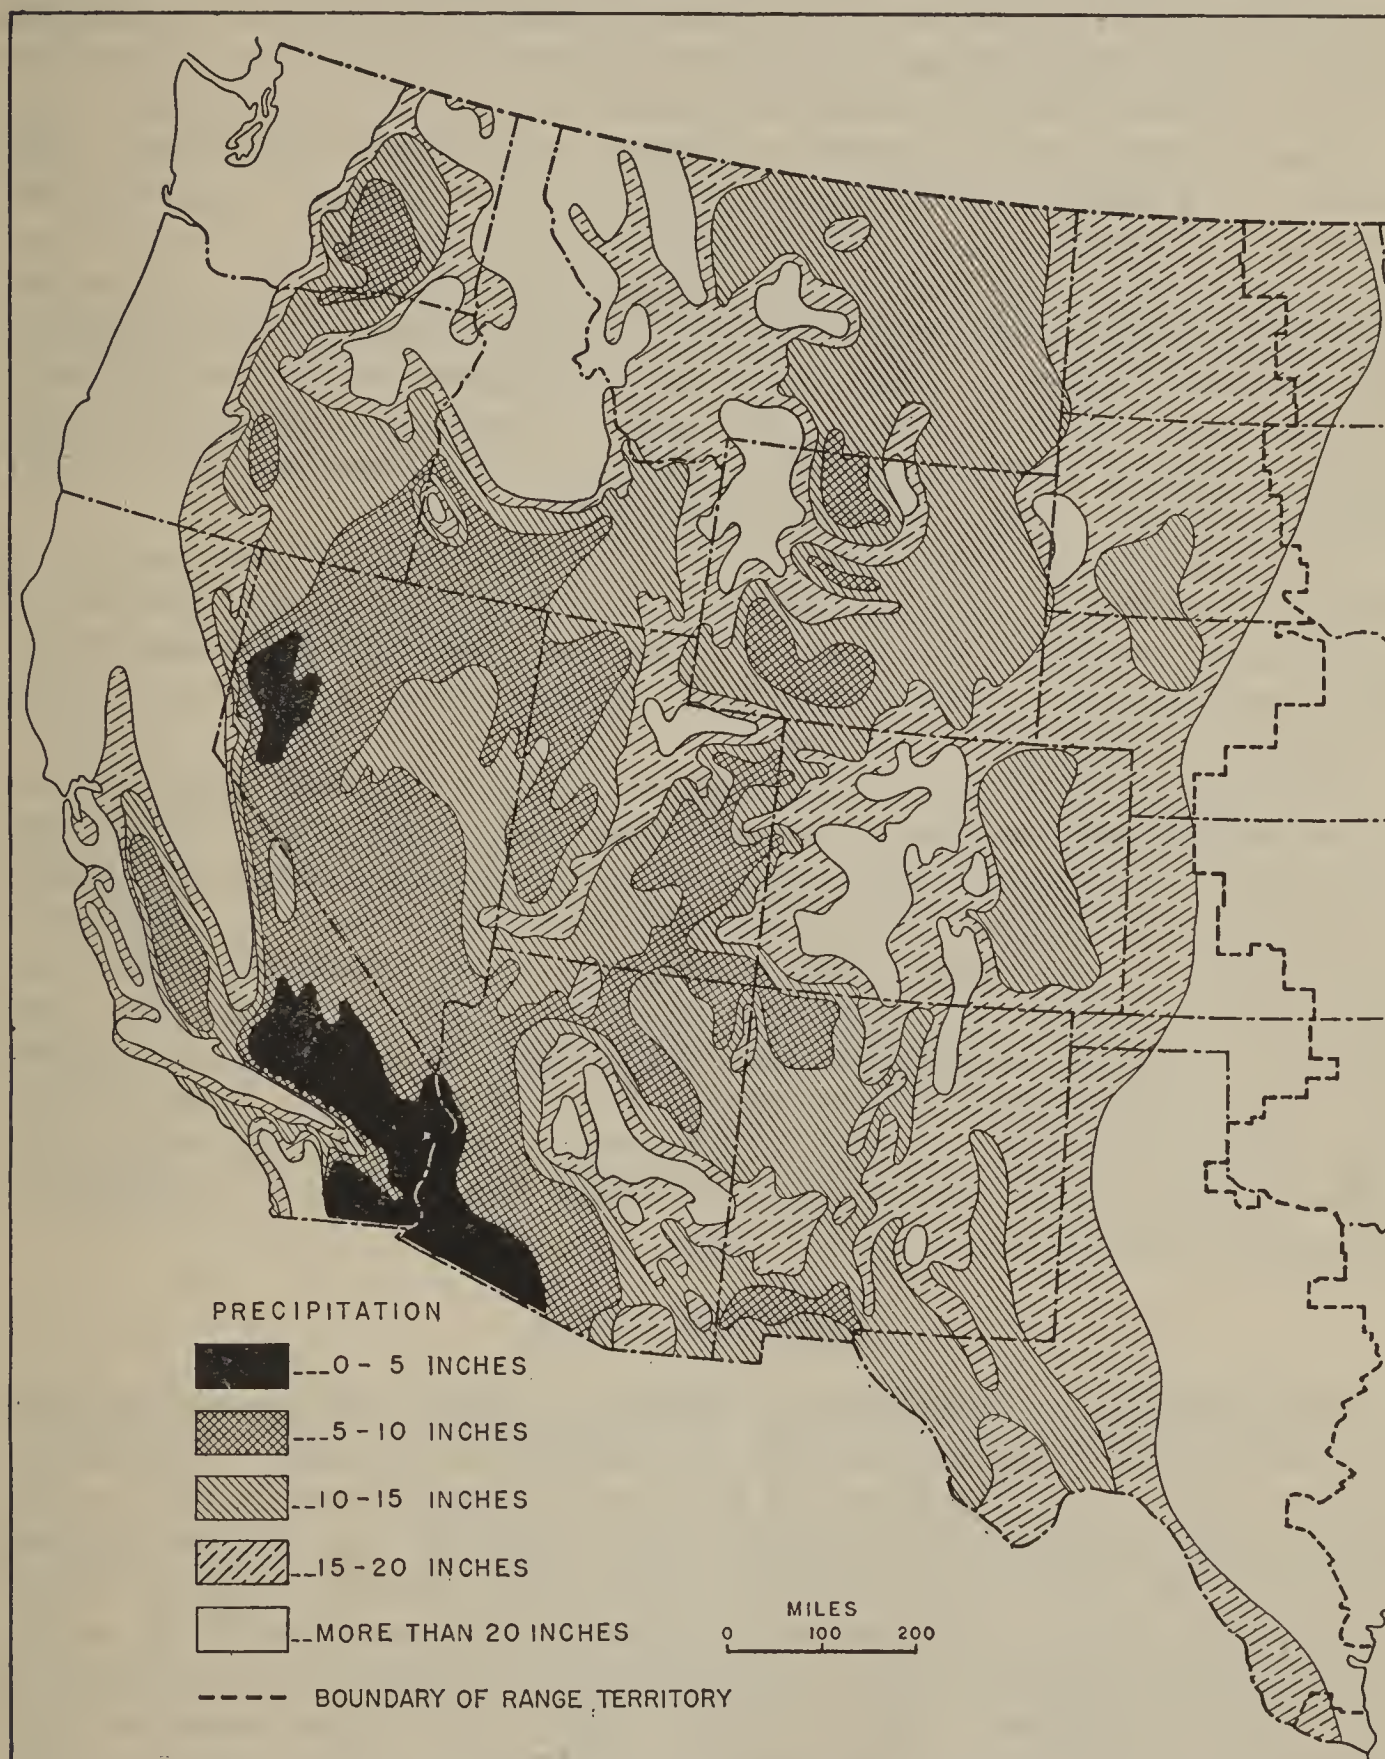 PRECIPITATION
0 - 5 INCHES
5 - 10 INCHES
10 - 15 INCHES
15 - 20 INCHES
MORE THAN 20 INCHES
BOUNDARY OF RANGE TERRITORY
MILES
0 100 200